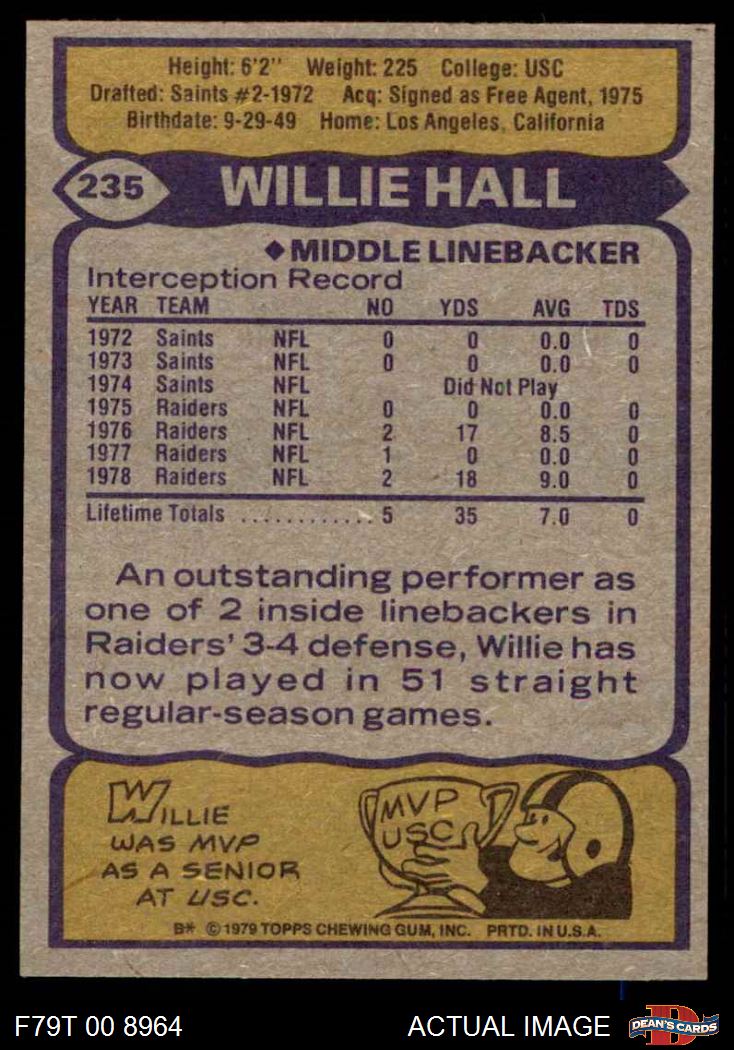 Height: 6'2" Weight: 225 College: USC
Drafted: Saints #2-1972 Acq: Signed as Free Agent, 1975
Birthdate: 9-29-49 Home: Los Angeles, California
235 WILLIE HALL
◆ MIDDLE LINEBACKER
Interception Record
YEAR TEAM NO YDS AVG TDS
1972 Saints NFL 0 0 0.0 0
1973 Saints NFL 0 0 0.0 0
1974 Saints NFL Did Not Play
1975 Raiders NFL 0 0 0.0 0
1976 Raiders NFL 2 17 8.5 0
1977 Raiders NFL 1 0 0.0 0
1978 Raiders NFL 2 18 9.0 0
Lifetime Totals ............ 5 35 7.0 0
An outstanding performer as
one of 2 inside linebackers in
Raiders' 3-4 defense, Willie has
now played in 51 straight
regular-season games.
WILLIE
WAS MVP
AS A SENIOR
AT USC.
MVP
USC
B* © 1979 TOPPS CHEWING GUM, INC. PRTD. IN U.S.A.
F79T 00 8964 ACTUAL IMAGE D DEAN'S CARDS